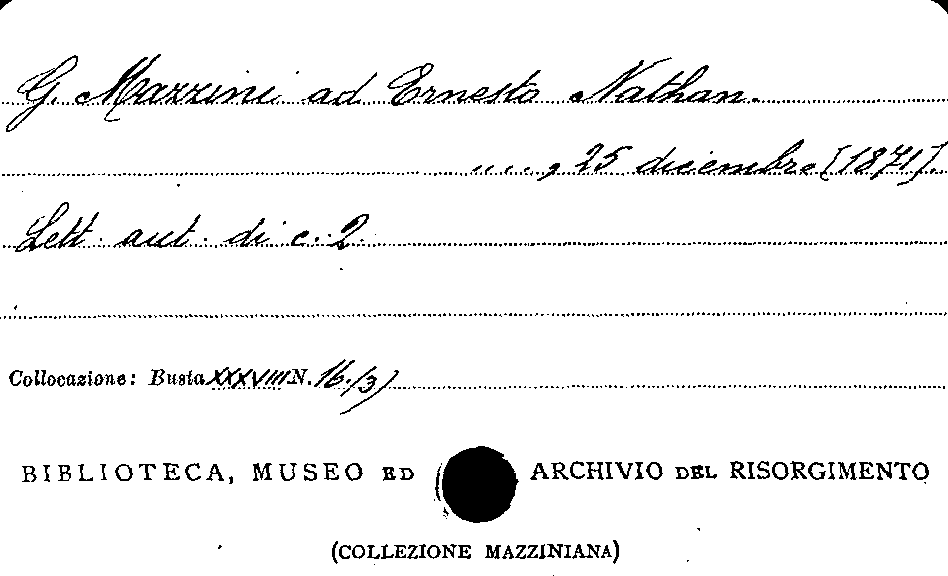 G. Mazzini ad Ernesto Nathan.
...., 25 dicembre [1871].
Lett. aut. di c. 2.
Collocazione: Busta XXXVIII N. 16./3)
BIBLIOTECA, MUSEO ED ARCHIVIO DEL RISORGIMENTO
(COLLEZIONE MAZZINIANA)